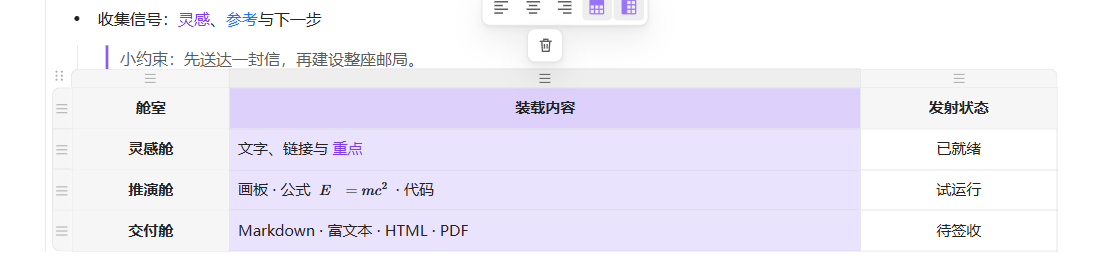 • 收集信号：灵感、参考与下一步
小约束：先送达一封信，再建设整座邮局。
舱室 装载内容 发射状态
灵感舱 文字、链接与 重点 已就绪
推演舱 画板 · 公式 E = mc² · 代码 试运行
交付舱 Markdown · 富文本 · HTML · PDF 待签收